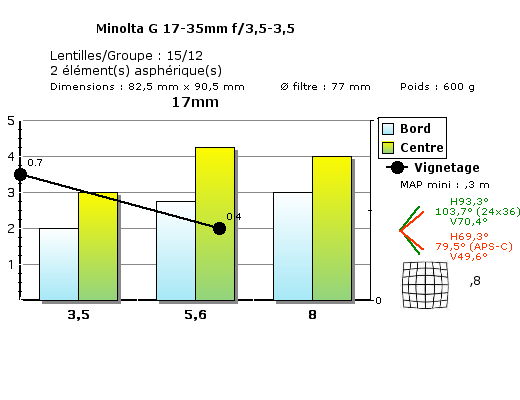 Minolta G 17-35mm f/3,5-3,5
Lentilles/Groupe : 15/12
2 élément(s) asphérique(s)
Dimensions : 82,5 mm x 90,5 mm Ø filtre : 77 mm Poids : 600 g
17mm
5
4
3
2
1
0.7
0.4
0
3,5 5,6 8
Bord
Centre
Vignetage
MAP mini : ,3 m
H93,3°
103,7° (24x36)
V70,4°
H69,3°
79,5° (APS-C)
V49,6°
,8